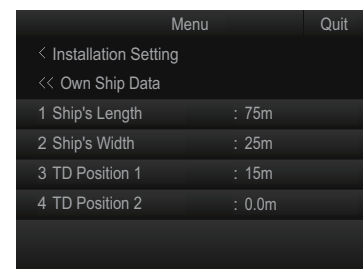 Menu Quit
< Installation Setting
<< Own Ship Data
1 Ship's Length : 75m
2 Ship's Width : 25m
3 TD Position 1 : 15m
4 TD Position 2 : 0.0m